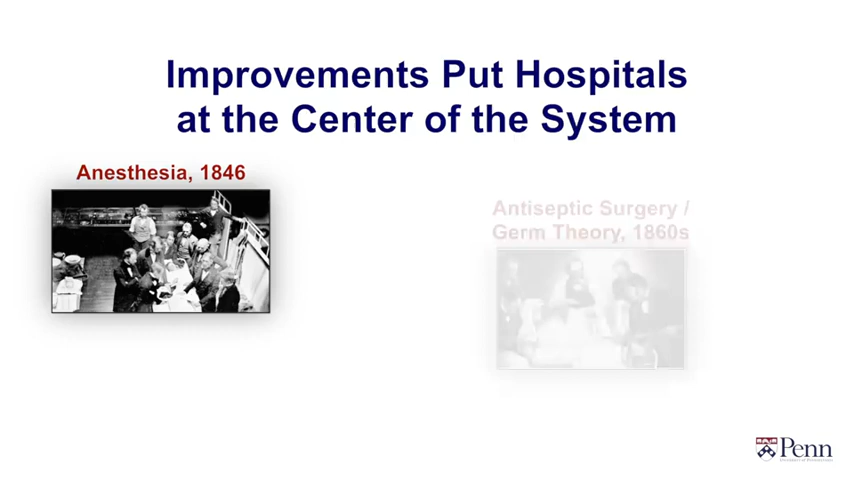 Improvements Put Hospitals
at the Center of the System
Anesthesia, 1846
Antiseptic Surgery /
Germ Theory, 1860s
Penn